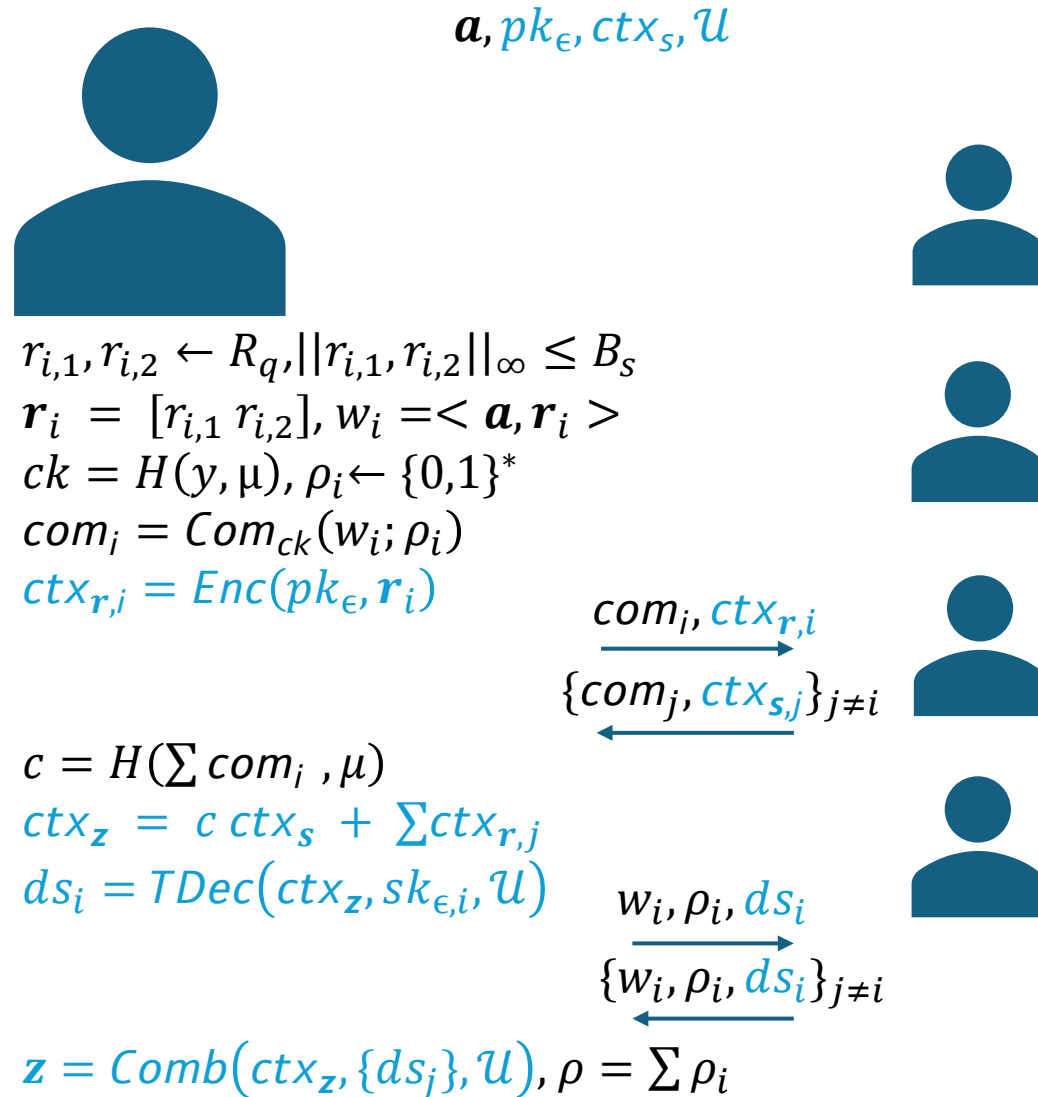 𝒂, pk_ϵ, ctx_s, 𝒰
r_{i,1}, r_{i,2} ← R_q, ||r_{i,1}, r_{i,2}||_∞ ≤ B_s
𝒓_i = [r_{i,1} r_{i,2}], w_i =< 𝒂, 𝒓_i >
ck = H(y, μ), ρ_i ← {0,1}^*
com_i = Com_{ck}(w_i; ρ_i)
ctx_{𝒓,i} = Enc(pk_ϵ, 𝒓_i)
com_i, ctx_{𝒓,i}
{com_j, ctx_{𝒔,j}}_{j≠i}
c = H(∑ com_i , μ)
ctx_𝒛 = c ctx_𝒔 + ∑ctx_{𝒓,j}
ds_i = TDec(ctx_𝒛, sk_{ϵ,i}, 𝒰)
w_i, ρ_i, ds_i
{w_i, ρ_i, ds_i}_{j≠i}
𝒛 = Comb(ctx_𝒛, {ds_j}, 𝒰), ρ = ∑ ρ_i